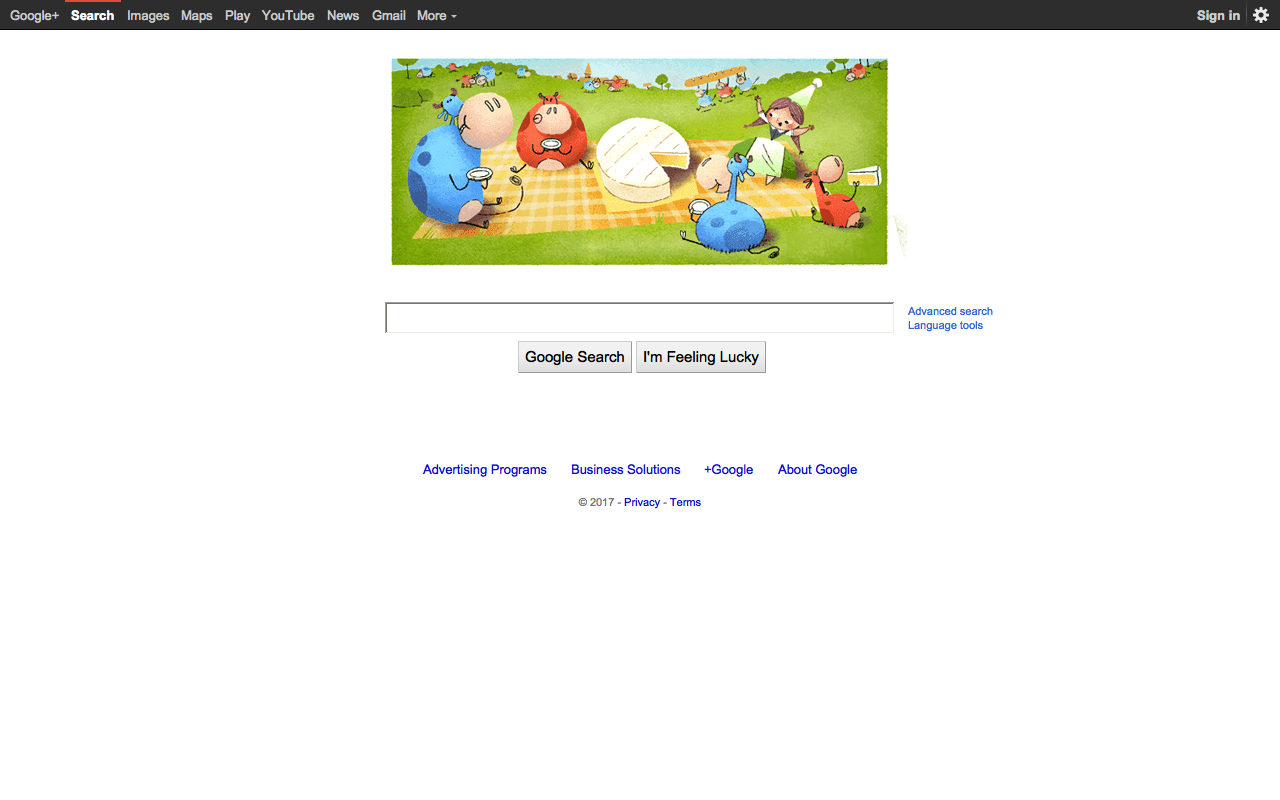 Google+ Search Images Maps Play YouTube News Gmail More Sign in
Advanced search
Language tools
Google Search I'm Feeling Lucky
Advertising Programs Business Solutions +Google About Google
© 2017 - Privacy - Terms